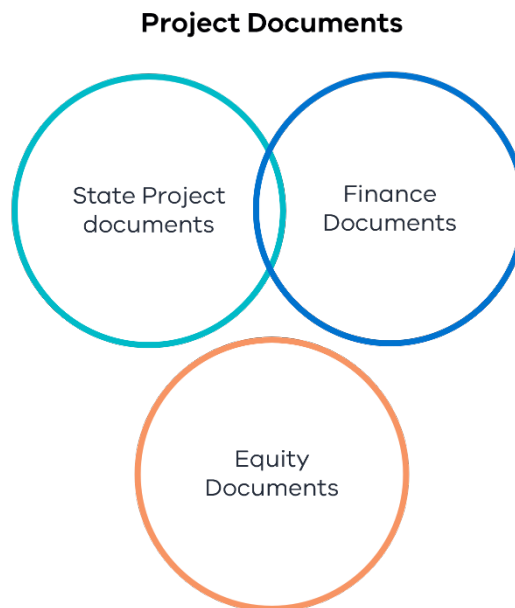 Project Documents
State Project
documents
Finance
Documents
Equity
Documents